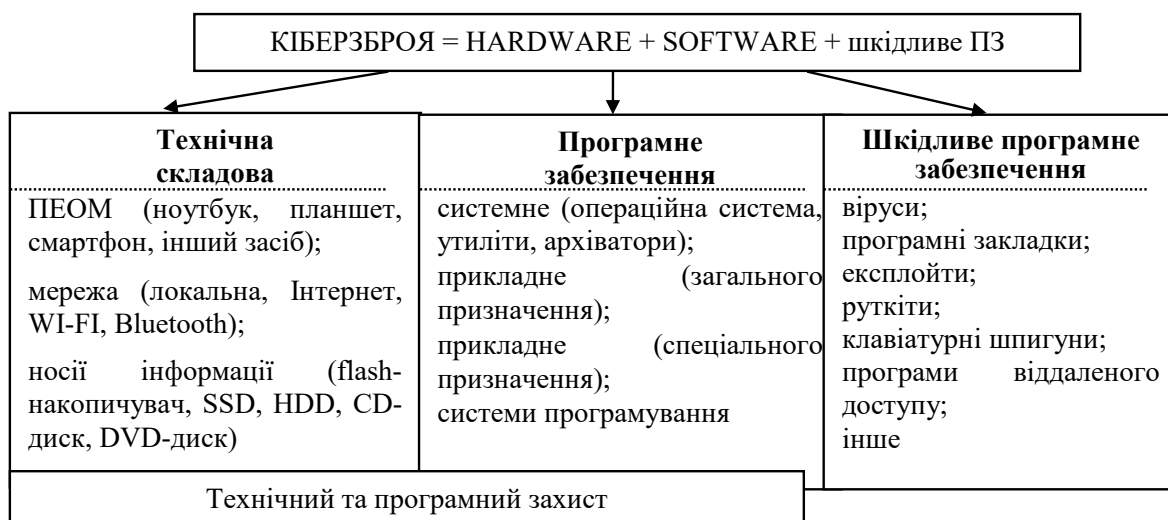 КІБЕРЗБРОЯ = HARDWARE + SOFTWARE + шкідливе ПЗ
Технічна
складова
ПЕОМ (ноутбук, планшет,
смартфон, інший засіб);
мережа (локальна, Інтернет,
WI-FI, Bluetooth);
носії інформації (flash-
накопичувач, SSD, HDD, CD-
диск, DVD-диск)
Програмне
забезпечення
системне (операційна система,
утиліти, архіватори);
прикладне (загального
призначення);
прикладне (спеціального
призначення);
системи програмування
Шкідливе програмне
забезпечення
віруси;
програмні закладки;
експлойти;
руткіти;
клавіатурні шпигуни;
програми віддаленого
доступу;
інше
Технічний та програмний захист